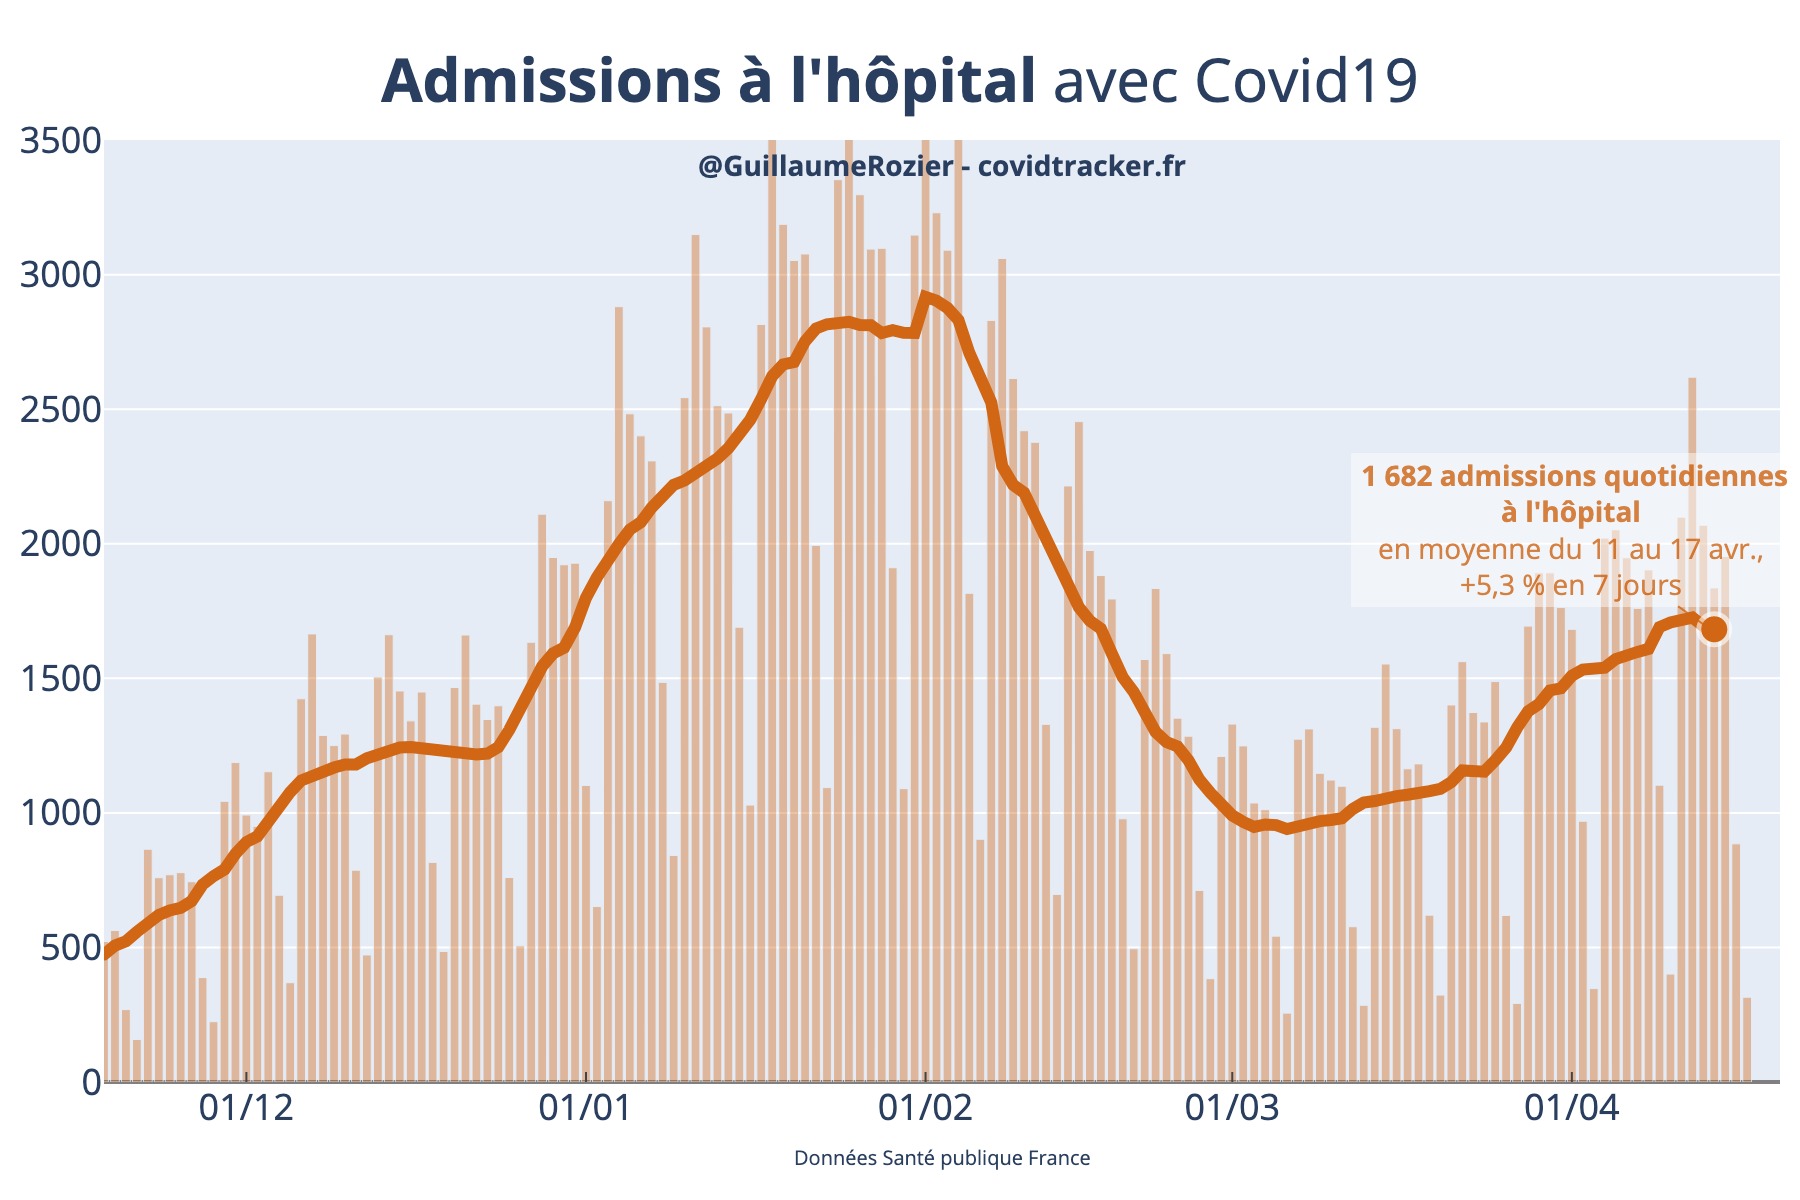 Admissions à l'hôpital avec Covid19
@GuillaumeRozier - covidtracker.fr
3500
3000
2500
2000
1500
1000
500
0
1 682 admissions quotidiennes
à l'hôpital
en moyenne du 11 au 17 avr.,
+5,3 % en 7 jours
01/12 01/01 01/02 01/03 01/04
Données Santé publique France